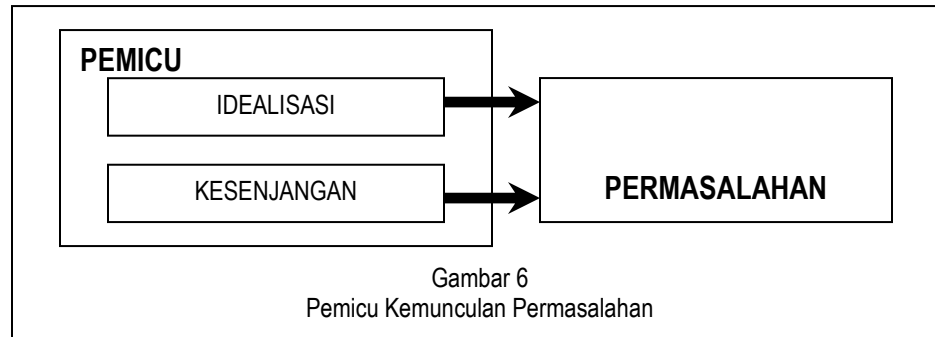 PEMICU
IDEALISASI
KESENJANGAN
PERMASALAHAN
Gambar 6
Pemicu Kemunculan Permasalahan